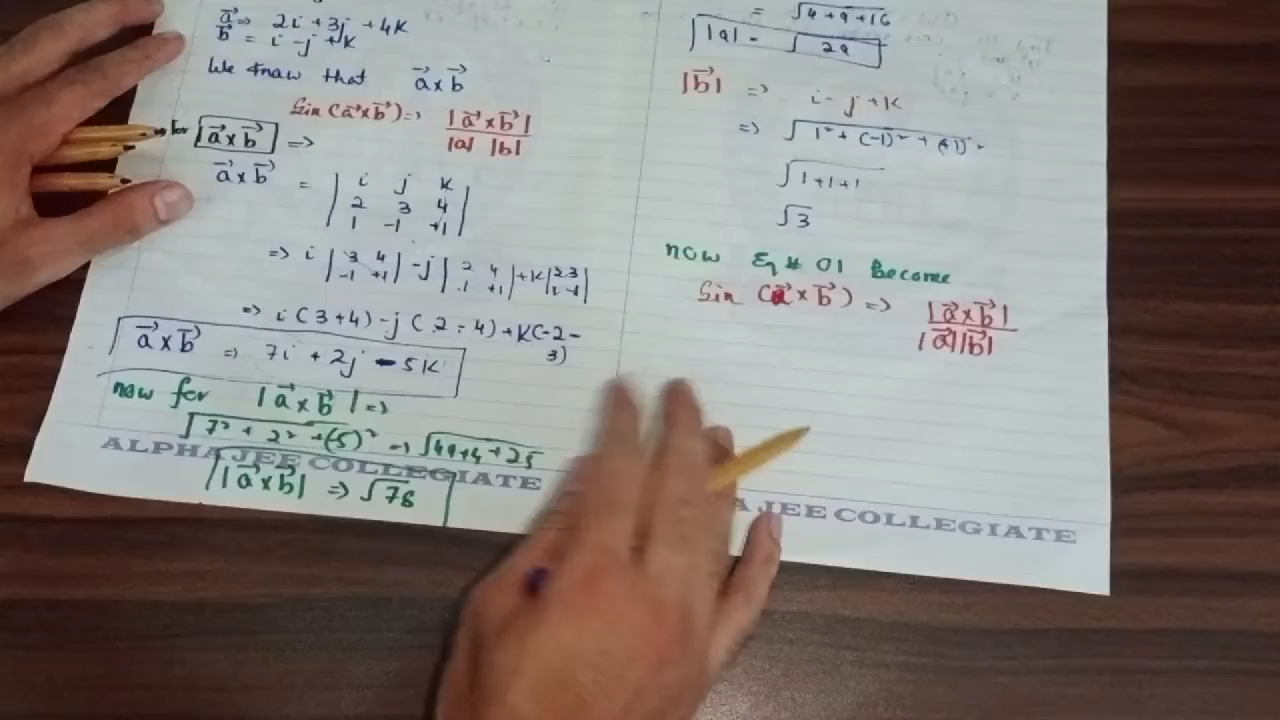 a⃗ => 2i + 3j + 4k
b⃗ = i - j + k
We know that a⃗ x b⃗
Sin (a⃗ x b⃗) => |a⃗ x b⃗| / |a| |b|
for |a⃗ x b⃗| =>
a⃗ x b⃗ = | i j k |
| 2 3 4 |
| 1 -1 +1 |
=> i | 3 4 | - j | 2 4 | + k | 2 3 |
| -1 +1 | | 1 +1 | | 1 -1 |
=> i (3+4) - j (2-4) + k (-2-
3)
a⃗ x b⃗ => 7i + 2j - 5k
now for |a⃗ x b⃗| =>
√7² + 2² + (-5)² => √49+4+25
ALPHA JEE COLLEGIATE
|a⃗ x b⃗| => √78
= √4+9+16
|a| = √29
|b⃗| => i - j + k
=> √1² + (-1)² + (1)²
√1+1+1
√3
now Eq # 01 Become
Sin (a⃗ x b⃗) => |a⃗ x b⃗| / |a⃗| |b⃗|
A JEE COLLEGIATE